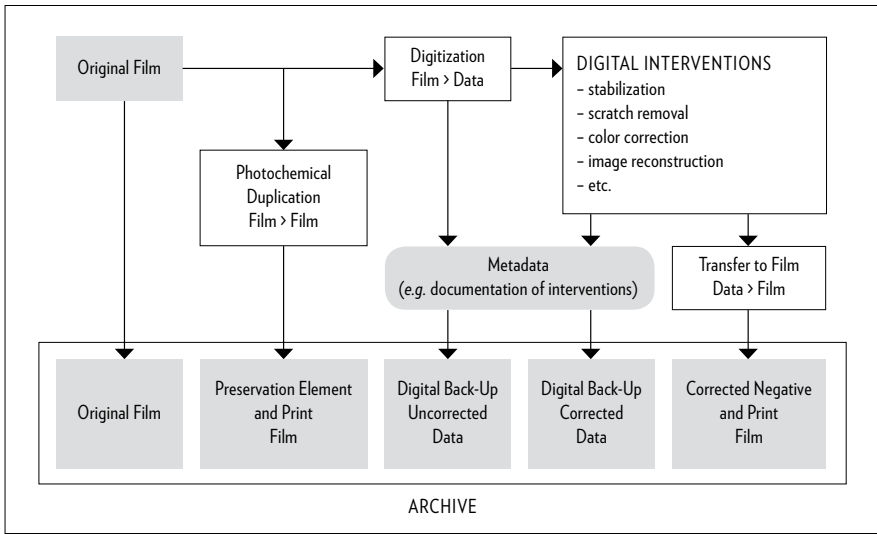 Original Film
Digitization
Film > Data
DIGITAL INTERVENTIONS
– stabilization
– scratch removal
– color correction
– image reconstruction
– etc.
Photochemical
Duplication
Film > Film
Metadata
(e.g. documentation of interventions)
Transfer to Film
Data > Film
Original Film
Preservation Element
and Print
Film
Digital Back-Up
Uncorrected
Data
Digital Back-Up
Corrected
Data
Corrected Negative
and Print
Film
ARCHIVE